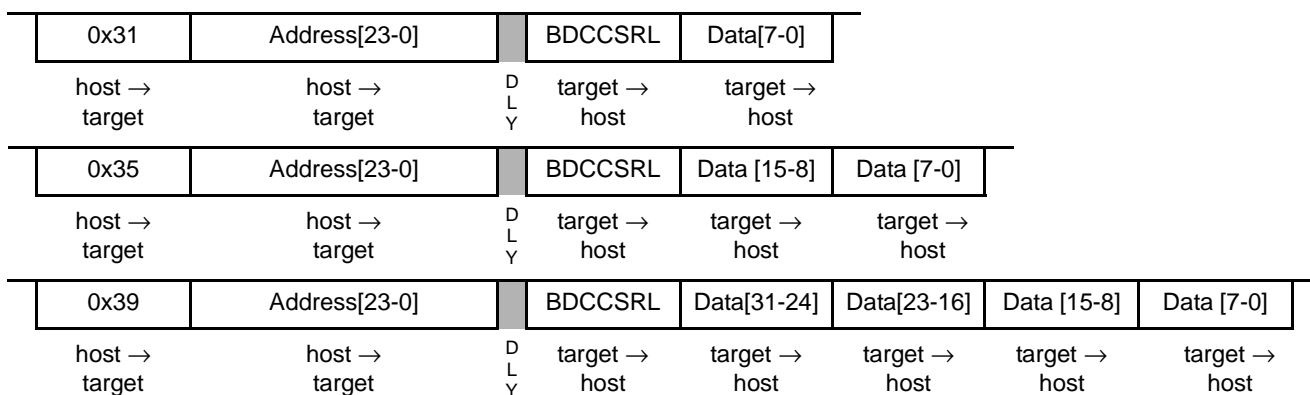 0x31 Address[23-0] BDCCSRL Data[7-0]
host → host → D target → target →
L
target target Y host host
0x35 Address[23-0] BDCCSRL Data [15-8] Data [7-0]
host → host → D target → target → target →
L
target target Y host host host
0x39 Address[23-0] BDCCSRL Data[31-24] Data[23-16] Data [15-8] Data [7-0]
host → host → D target → target → target → target → target →
L
target target Y host host host host host